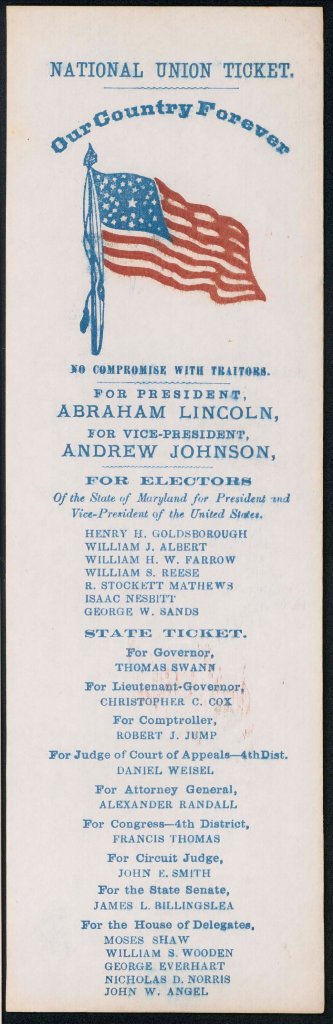 NATIONAL UNION TICKET.
Our Country Forever
NO COMPROMISE WITH TRAITORS.
FOR PRESIDENT,
ABRAHAM LINCOLN,
FOR VICE-PRESIDENT,
ANDREW JOHNSON,
FOR ELECTORS
Of the State of Maryland for President and
Vice-President of the United States.
HENRY H. GOLDSBOROUGH
WILLIAM J. ALBERT
WILLIAM H. W. FARROW
WILLIAM S. REESE
R. STOCKETT MATHEWS
ISAAC NESBITT
GEORGE W. SANDS
STATE TICKET.
For Governor,
THOMAS SWANN
For Lieutenant-Governor,
CHRISTOPHER C. COX
For Comptroller,
ROBERT J. JUMP
For Judge of Court of Appeals—4th Dist.
DANIEL WEISEL
For Attorney General,
ALEXANDER RANDALL
For Congress—4th District,
FRANCIS THOMAS
For Circuit Judge,
JOHN E. SMITH
For the State Senate,
JAMES L. BILLINGSLEA
For the House of Delegates,
MOSES SHAW
WILLIAM S. WOODEN
GEORGE EVERHART
NICHOLAS D. NORRIS
JOHN W. ANGEL